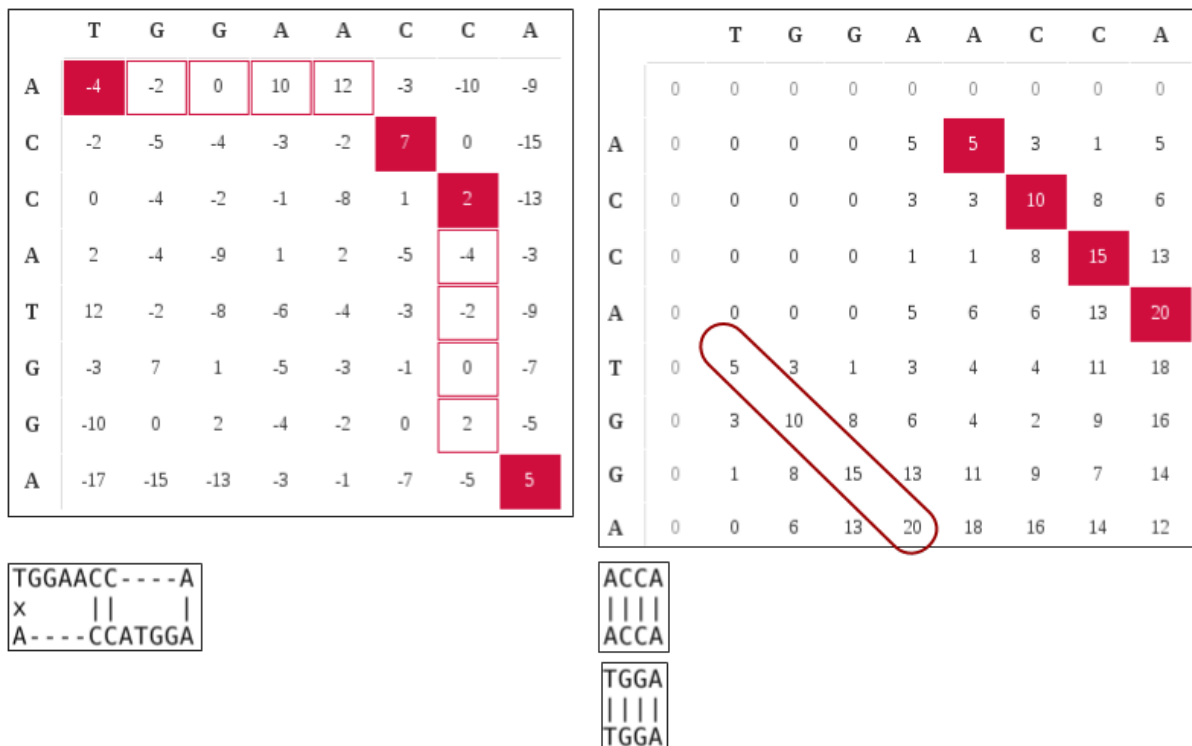 T G G A A C C A
A -4 -2 0 10 12 -3 -10 -9
C -2 -5 -4 -3 -2 7 0 -15
C 0 -4 -2 -1 -8 1 2 -13
A 2 -4 -9 1 2 -5 -4 -3
T 12 -2 -8 -6 -4 -3 -2 -9
G -3 7 1 -5 -3 -1 0 -7
G -10 0 2 -4 -2 0 2 -5
A -17 -15 -13 -3 -1 -7 -5 5
TGGAACC----A
x || |
A----CCATGGA
T G G A A C C A
0 0 0 0 0 0 0 0 0
A 0 0 0 0 5 5 3 1 5
C 0 0 0 0 3 3 10 8 6
C 0 0 0 0 1 1 8 15 13
A 0 0 0 0 5 6 6 13 20
T 0 5 3 1 3 4 4 11 18
G 0 3 10 8 6 4 2 9 16
G 0 1 8 15 13 11 9 7 14
A 0 0 6 13 20 18 16 14 12
ACCA
||||
ACCA
TGGA
||||
TGGA